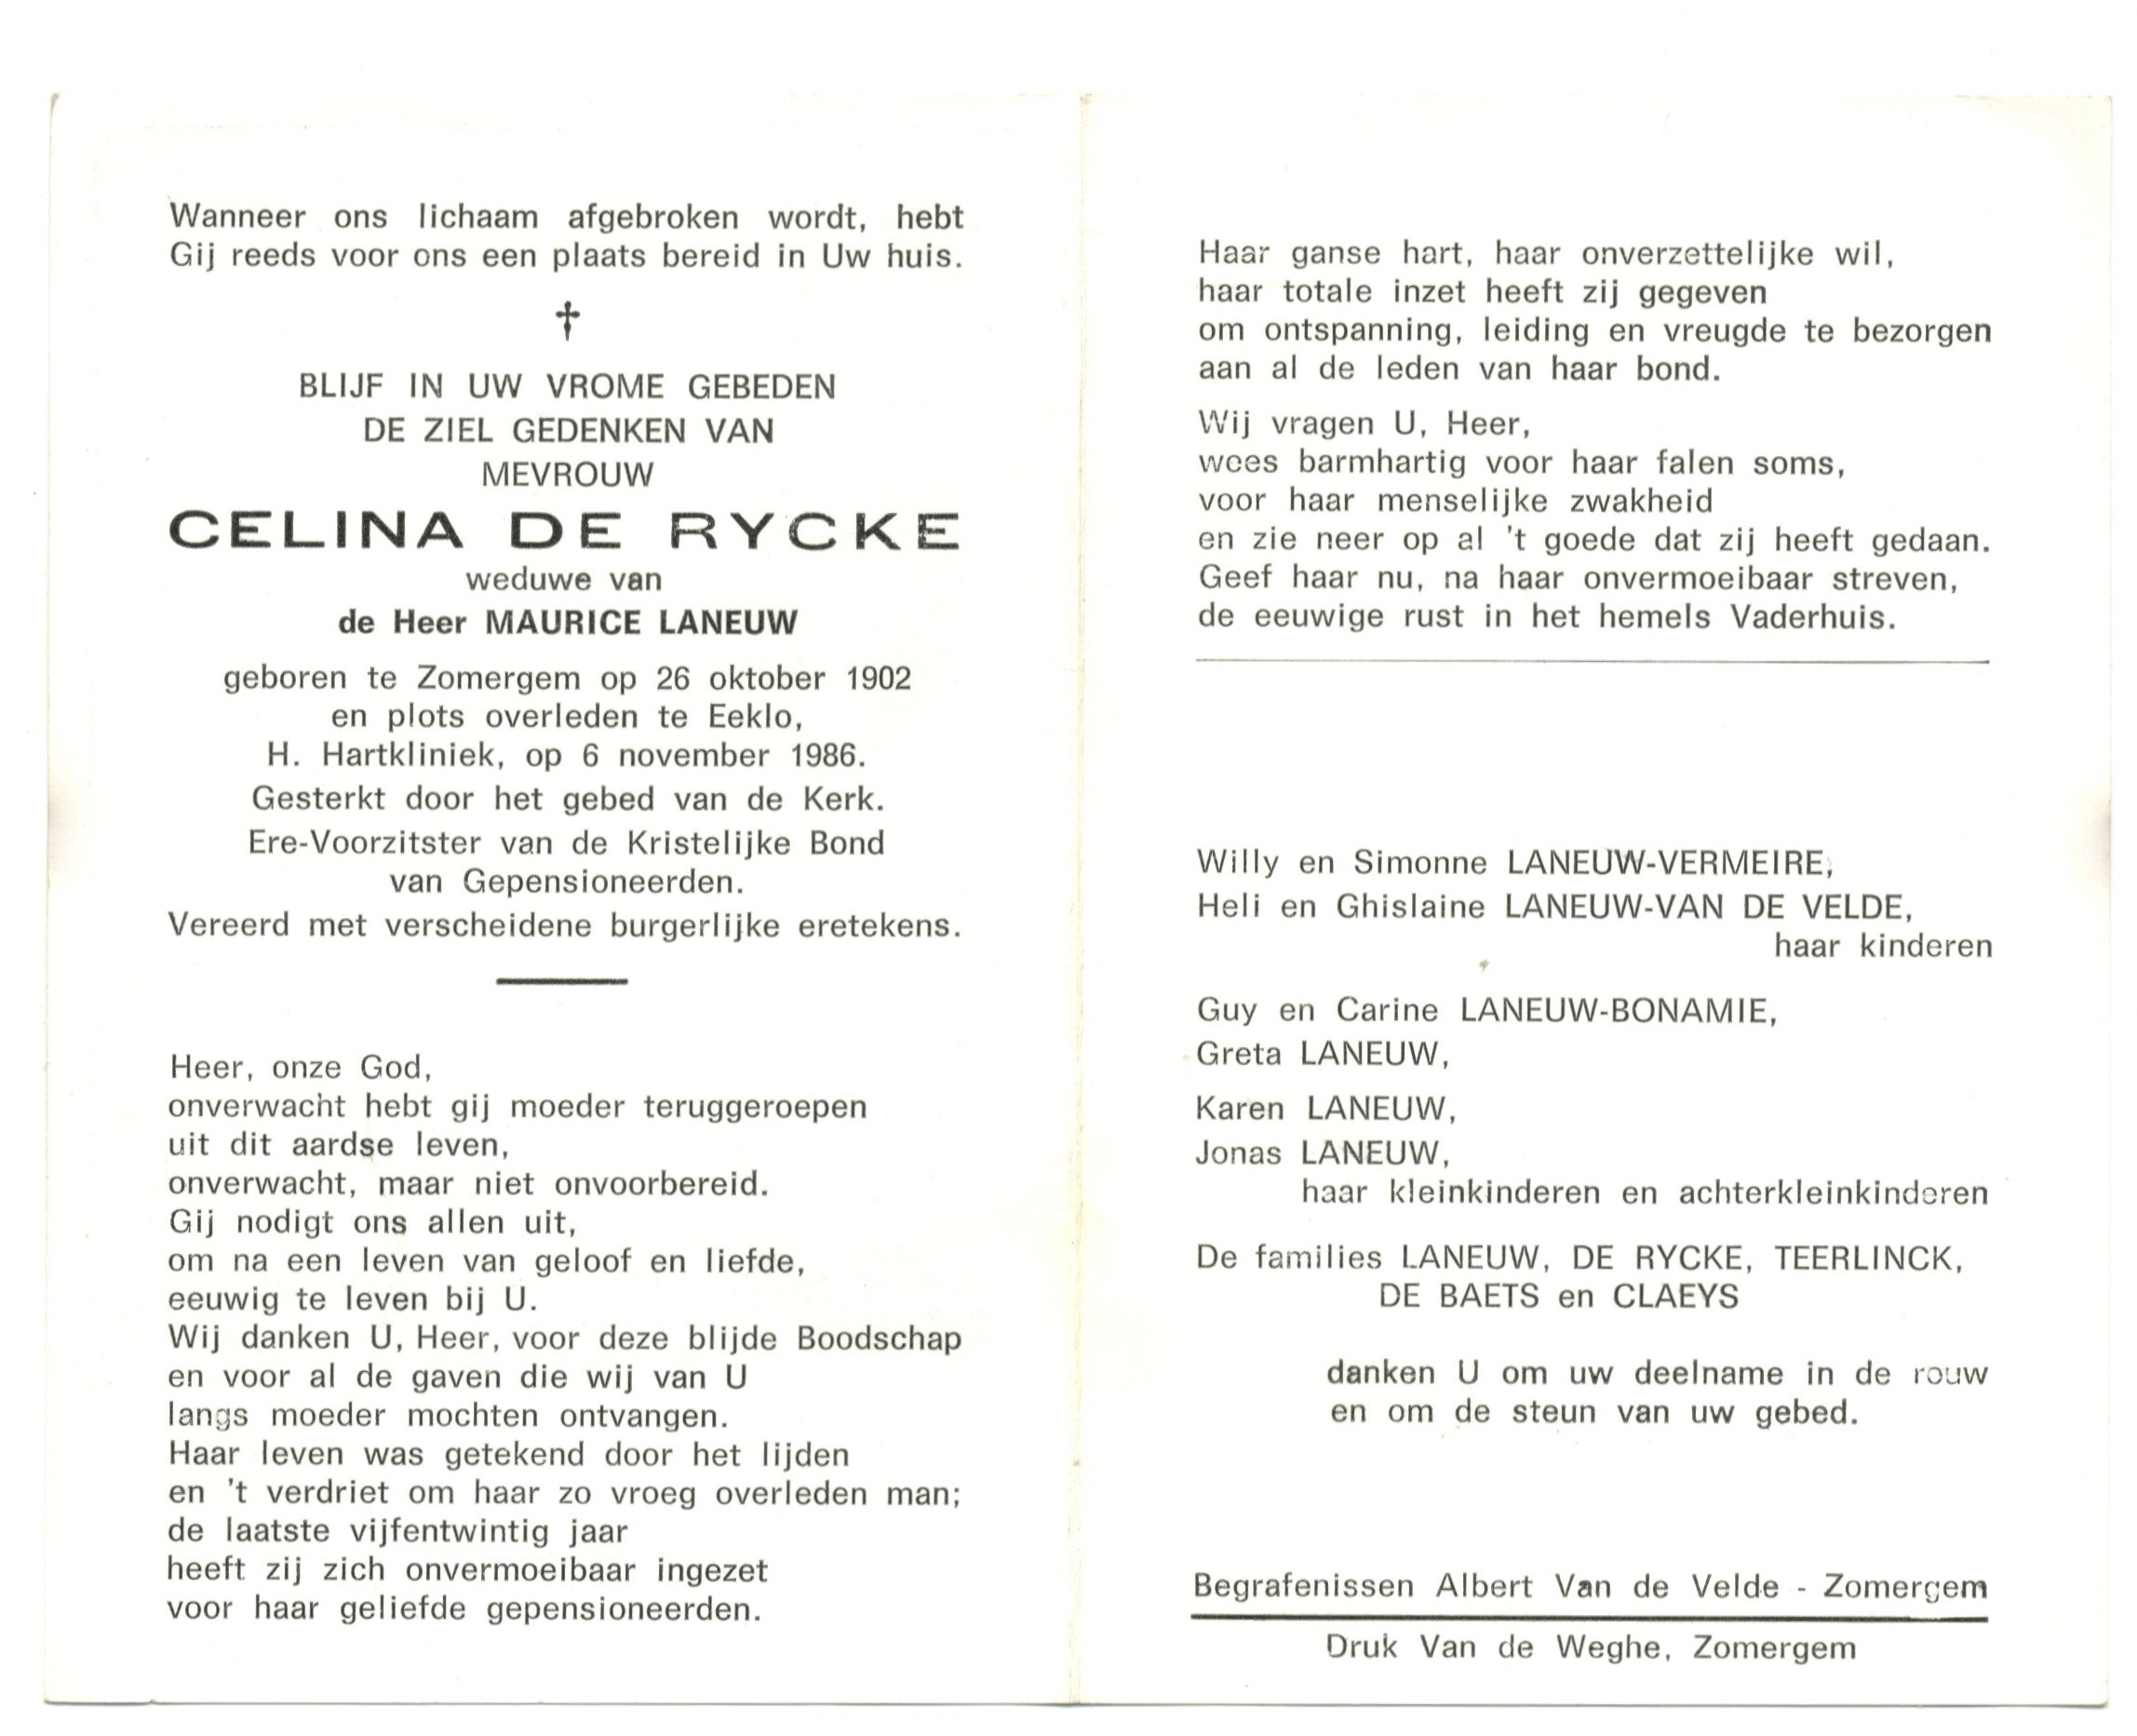 Wanneer ons lichaam afgebroken wordt, hebt
Gij reeds voor ons een plaats bereid in Uw huis.
†
BLIJF IN UW VROME GEBEDEN
DE ZIEL GEDENKEN VAN
MEVROUW
CELINA DE RYCKE
weduwe van
de Heer MAURICE LANEUW
geboren te Zomergem op 26 oktober 1902
en plots overleden te Eeklo,
H. Hartkliniek, op 6 november 1986.
Gesterkt door het gebed van de Kerk.
Ere-Voorzitster van de Kristelijke Bond
van Gepensioneerden.
Vereerd met verscheidene burgerlijke eretekens.
Heer, onze God,
onverwacht hebt gij moeder teruggeroepen
uit dit aardse leven,
onverwacht, maar niet onvoorbereid.
Gij nodigt ons allen uit,
om na een leven van geloof en liefde,
eeuwig te leven bij U.
Wij danken U, Heer, voor deze blijde Boodschap
en voor al de gaven die wij van U
langs moeder mochten ontvangen.
Haar leven was getekend door het lijden
en 't verdriet om haar zo vroeg overleden man;
de laatste vijfentwintig jaar
heeft zij zich onvermoeibaar ingezet
voor haar geliefde gepensioneerden.
Haar ganse hart, haar onverzettelijke wil,
haar totale inzet heeft zij gegeven
om ontspanning, leiding en vreugde te bezorgen
aan al de leden van haar bond.
Wij vragen U, Heer,
wees barmhartig voor haar falen soms,
voor haar menselijke zwakheid
en zie neer op al 't goede dat zij heeft gedaan.
Geef haar nu, na haar onvermoeibaar streven,
de eeuwige rust in het hemels Vaderhuis.
Willy en Simonne LANEUW-VERMEIRE,
Heli en Ghislaine LANEUW-VAN DE VELDE,
haar kinderen
Guy en Carine LANEUW-BONAMIE,
Greta LANEUW,
Karen LANEUW,
Jonas LANEUW,
haar kleinkinderen en achterkleinkinderen
De families LANEUW, DE RYCKE, TEERLINCK,
DE BAETS en CLAEYS
danken U om uw deelname in de rouw
en om de steun van uw gebed.
Begrafenissen Albert Van de Velde - Zomergem
Druk Van de Weghe, Zomergem